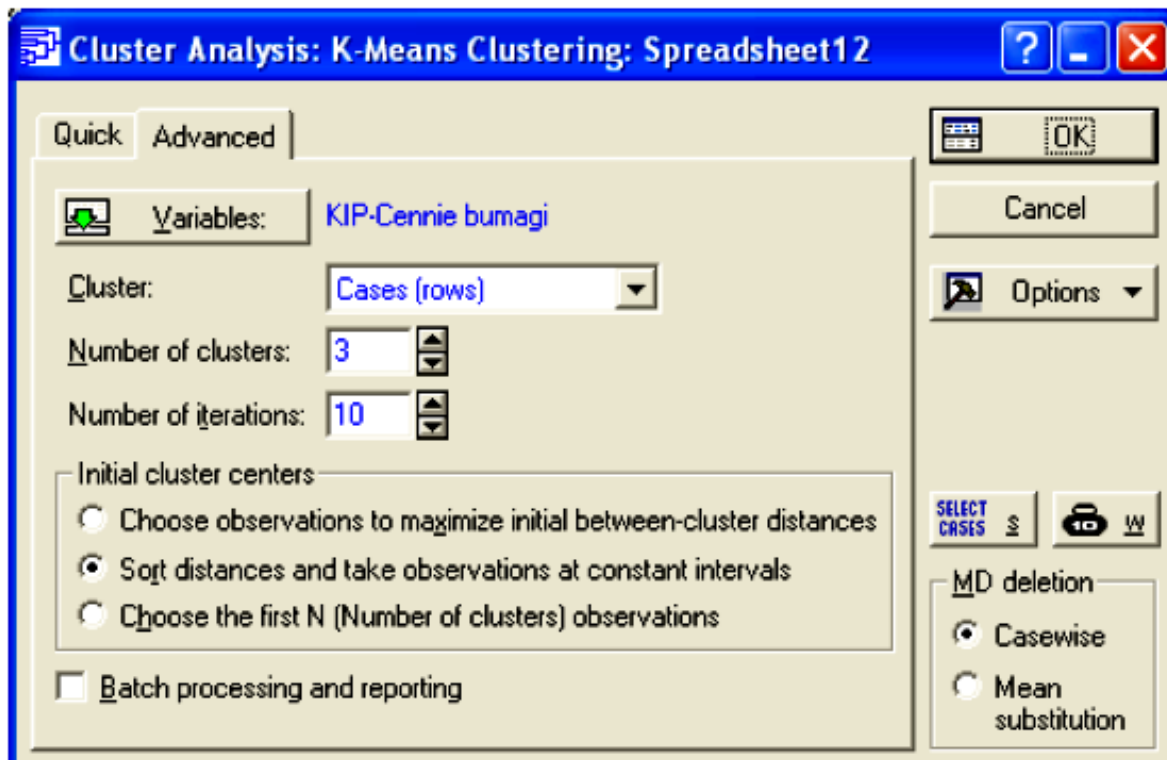 Cluster Analysis: K-Means Clustering: Spreadsheet12
Quick Advanced
OK
Variables: KIP-Cennie bumagi
Cancel
Cluster: Cases (rows)
Options
Number of clusters: 3
Number of iterations: 10
Initial cluster centers
Choose observations to maximize initial between-cluster distances
Sort distances and take observations at constant intervals
Choose the first N (Number of clusters) observations
Batch processing and reporting
SELECT
CASES S
10 W
MD deletion
Casewise
Mean
substitution